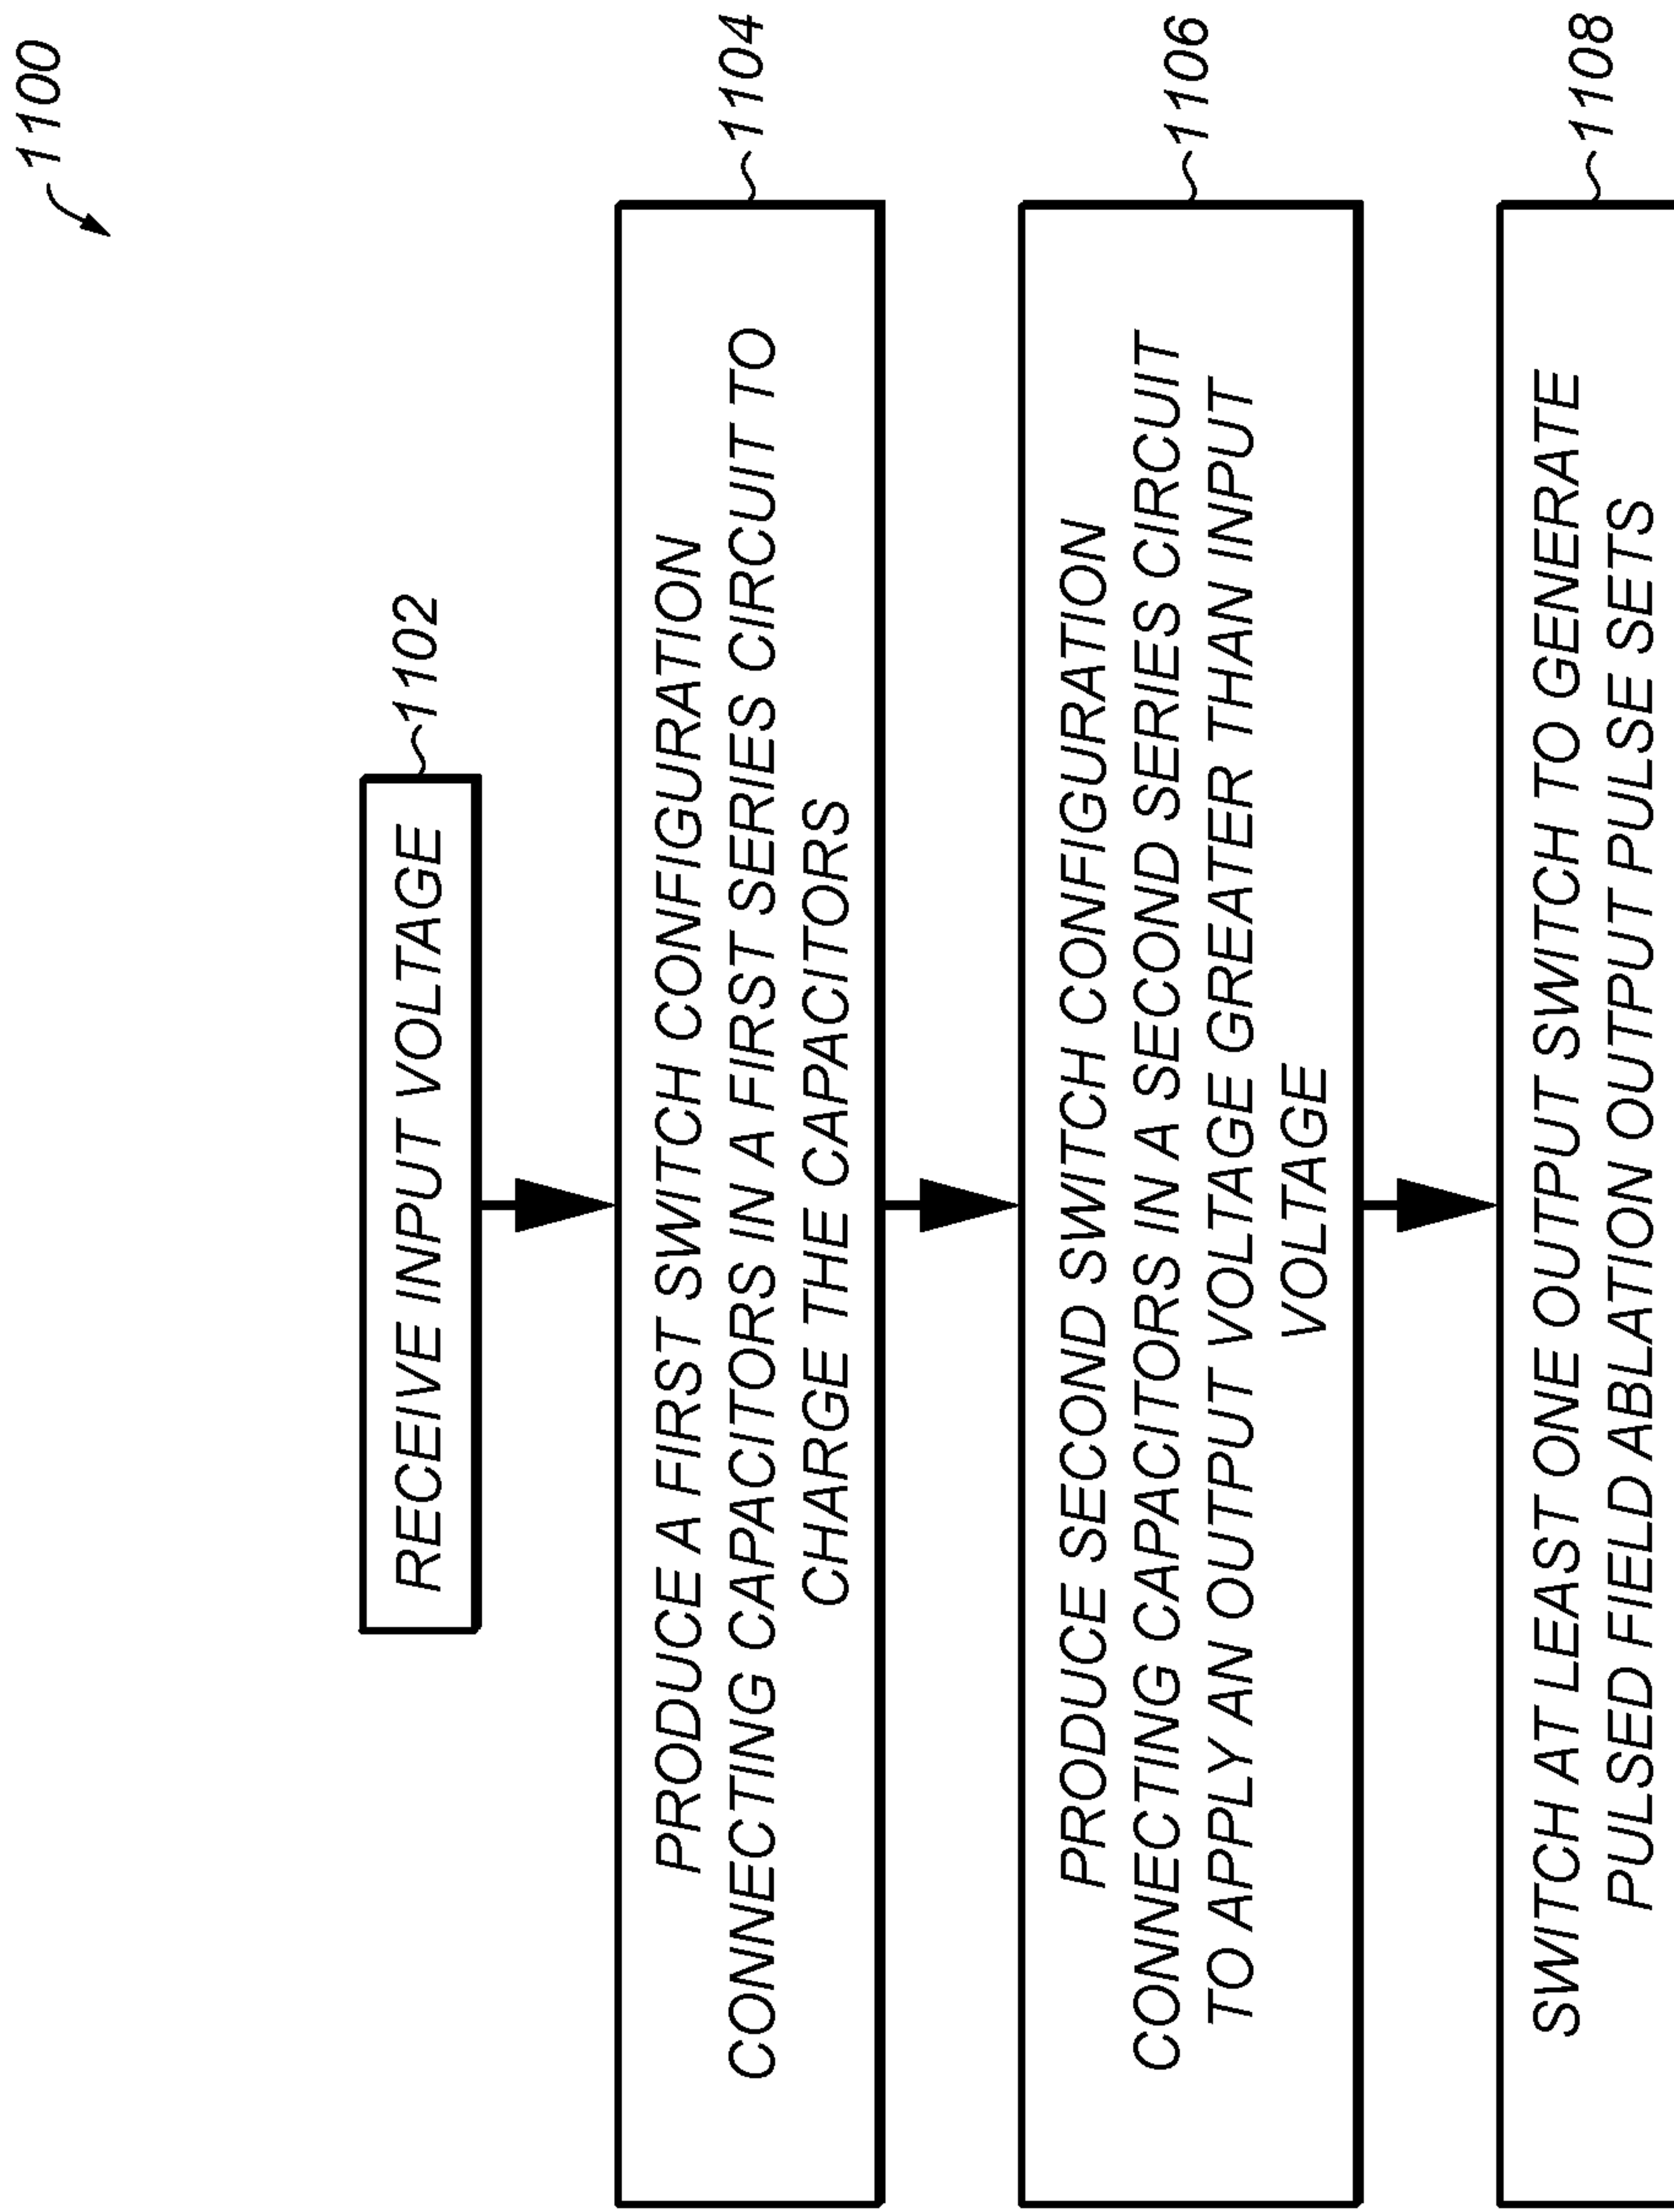 1100
RECEIVE INPUT VOLTAGE
1102
PRODUCE A FIRST SWITCH CONFIGURATION
CONNECTING CAPACITORS IN A FIRST SERIES CIRCUIT TO
CHARGE THE CAPACITORS
1104
PRODUCE SECOND SWITCH CONFIGURATION
CONNECTING CAPACITORS IN A SECOND SERIES CIRCUIT
TO APPLY AN OUTPUT VOLTAGE GREATER THAN INPUT
VOLTAGE
1106
SWITCH AT LEAST ONE OUTPUT SWITCH TO GENERATE
PULSED FIELD ABLATION OUTPUT PULSE SETS
1108